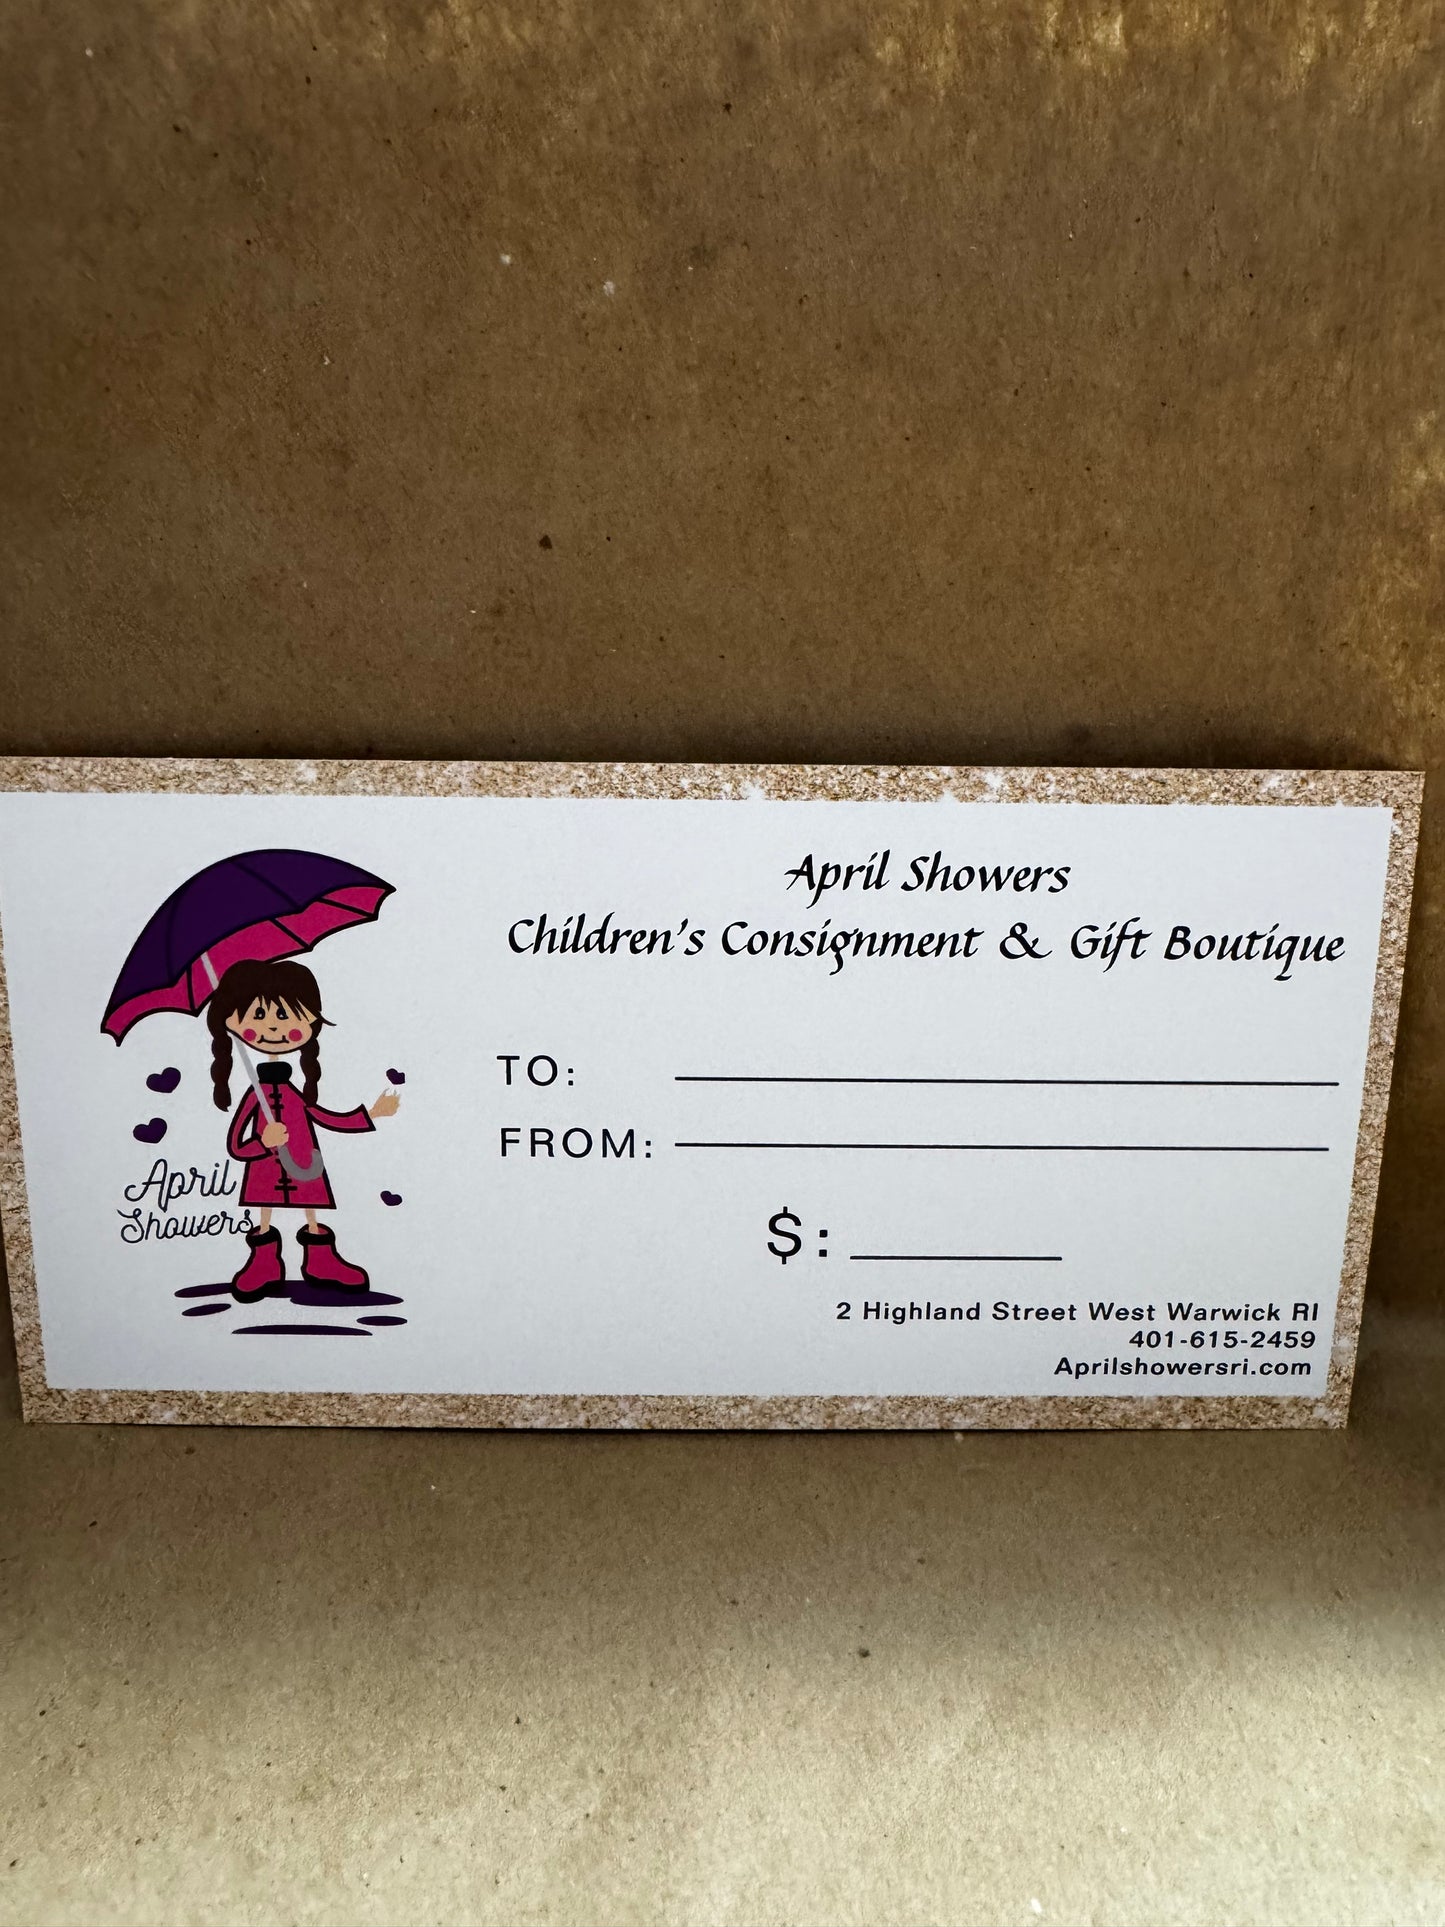 April Showers
Children's Consignment & Gift Boutique
TO:
FROM:
$:
April
Showers
2 Highland Street West Warwick RI
401-615-2459
Aprilshowersri.com